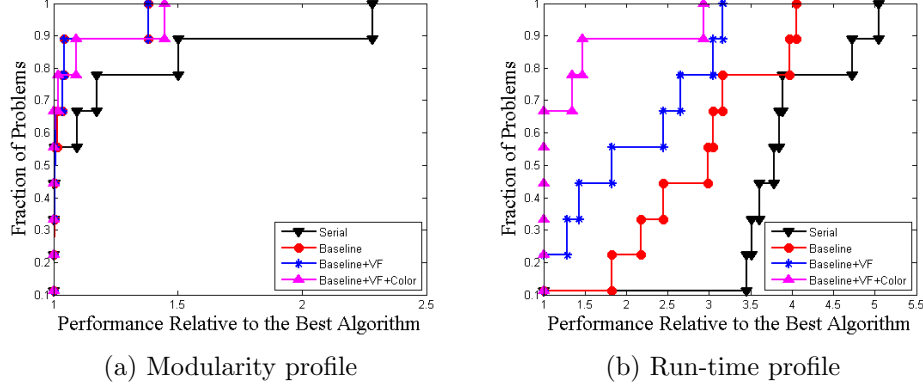 1
0.9
0.8
0.7
0.6
0.5
0.4
0.3
0.2
0.1
Fraction of Problems
1
1.5
2
2.5
Performance Relative to the Best Algorithm
Serial
Baseline
Baseline+VF
Baseline+VF+Color
(a) Modularity profile
1
0.9
0.8
0.7
0.6
0.5
0.4
0.3
0.2
0.1
Fraction of Problems
1
1.5
2
2.5
3
3.5
4
4.5
5
5.5
Performance Relative to the Best Algorithm
Serial
Baseline
Baseline+VF
Baseline+VF+Color
(b) Run-time profile